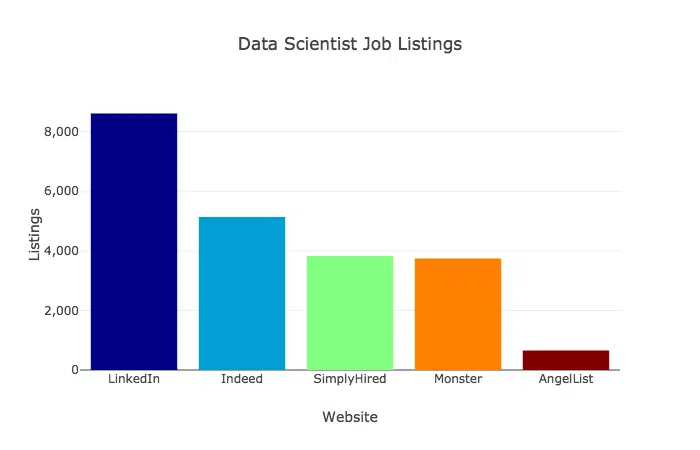 Data Scientist Job Listings
8,000
6,000
4,000
2,000
0
Listings
LinkedIn
Indeed
SimplyHired
Monster
AngelList
Website